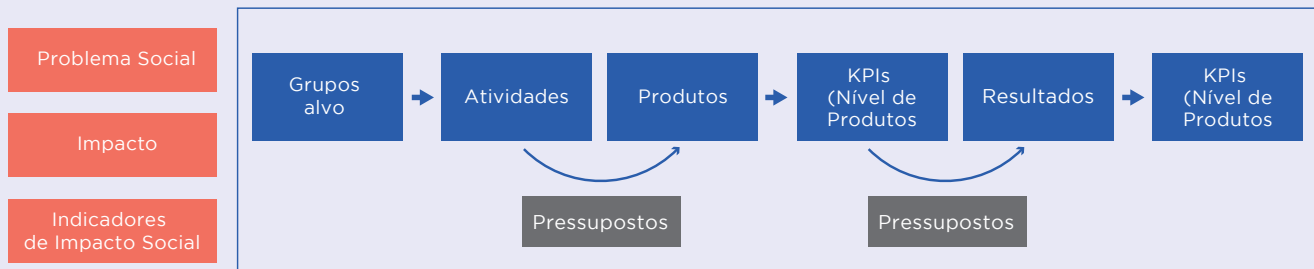 Problema Social
Impacto
Indicadores
de Impacto Social
Grupos
alvo
Atividades
Produtos
KPIs
(Nível de
Produtos
Resultados
KPIs
(Nível de
Produtos
Pressupostos
Pressupostos